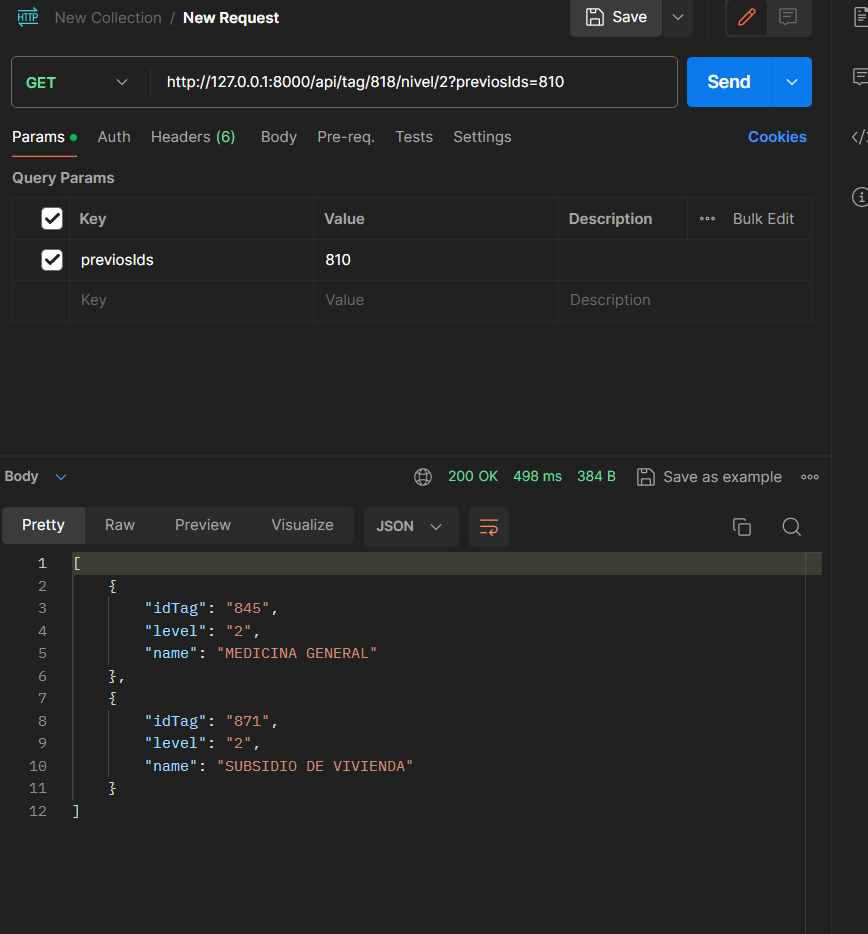 HTTP New Collection / New Request Save
GET http://127.0.0.1:8000/api/tag/818/nivel/2?previosIds=810 Send
Params Auth Headers (6) Body Pre-req. Tests Settings Cookies
Query Params
Key Value Description Bulk Edit
previosIds 810
Key Value Description
Body 200 OK 498 ms 384 B Save as example
Pretty Raw Preview Visualize JSON
1 [
2 {
3 "idTag": "845",
4 "level": "2",
5 "name": "MEDICINA GENERAL"
6 },
7 {
8 "idTag": "871",
9 "level": "2",
10 "name": "SUBSIDIO DE VIVIENDA"
11 }
12 ]